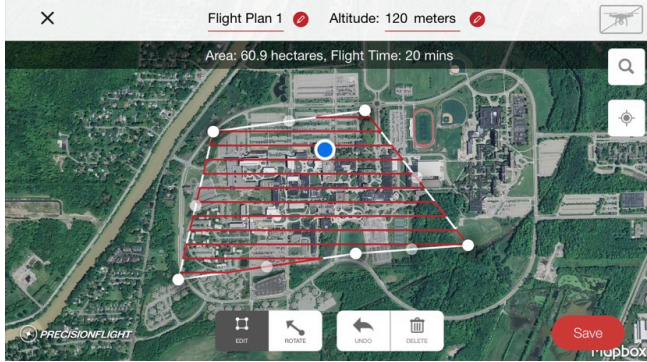 Flight Plan 1 Altitude: 120 meters
Area: 60.9 hectares, Flight Time: 20 mins
PRECISIONFLIGHT
EDIT ROTATE UNDO DELETE
Save
Mapbox